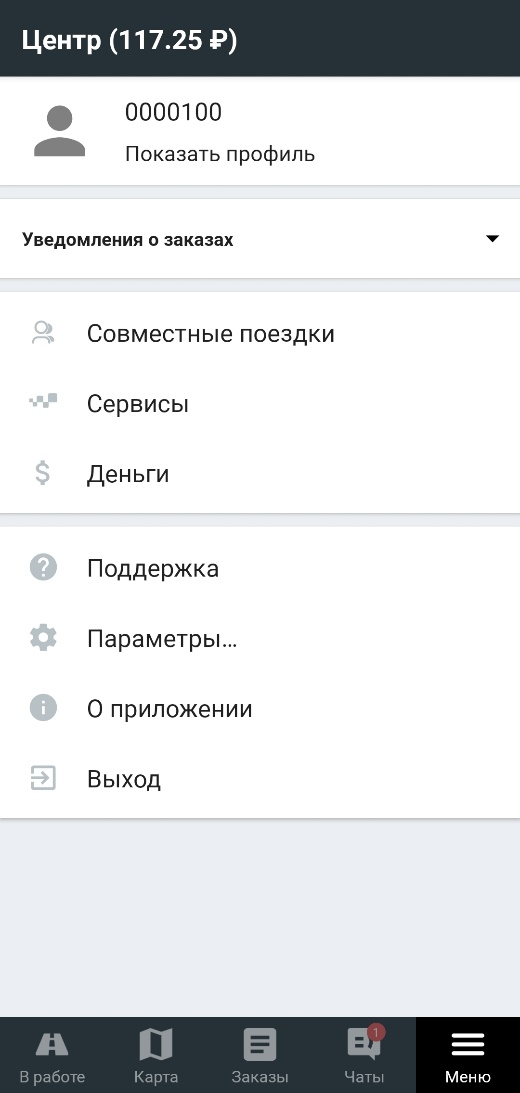 Центр (117.25 ₽)
0000100
Показать профиль
Уведомления о заказах
Совместные поездки
Сервисы
Деньги
Поддержка
Параметры...
О приложении
Выход
1
В работе
Карта
Заказы
Чаты
Меню